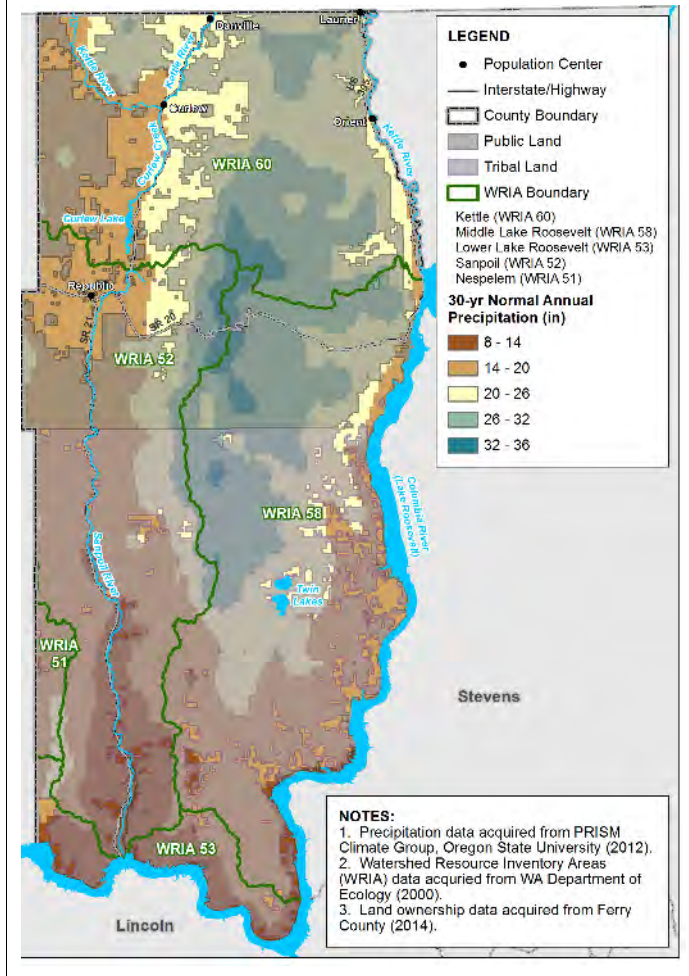 Danville
Laurier
Kettle River
Kettle River
Curlew
Orient
Kettle River
Curlew Creek
WRIA 60
Curlew Lake
Republic
SR 21
SR 20
WRIA 52
WRIA 58
Columbia River
(Lake Roosevelt)
Sanpoil River
Twin
Lakes
WRIA
51
Stevens
WRIA 53
Lincoln
LEGEND
Population Center
Interstate/Highway
County Boundary
Public Land
Tribal Land
WRIA Boundary
Kettle (WRIA 60)
Middle Lake Roosevelt (WRIA 58)
Lower Lake Roosevelt (WRIA 53)
Sanpoil (WRIA 52)
Nespelem (WRIA 51)
30-yr Normal Annual
Precipitation (in)
8 - 14
14 - 20
20 - 26
26 - 32
32 - 36
NOTES:
1. Precipitation data acquired from PRISM
Climate Group, Oregon State University (2012).
2. Watershed Resource Inventory Areas
(WRIA) data acquried from WA Department of
Ecology (2000).
3. Land ownership data acquired from Ferry
County (2014).